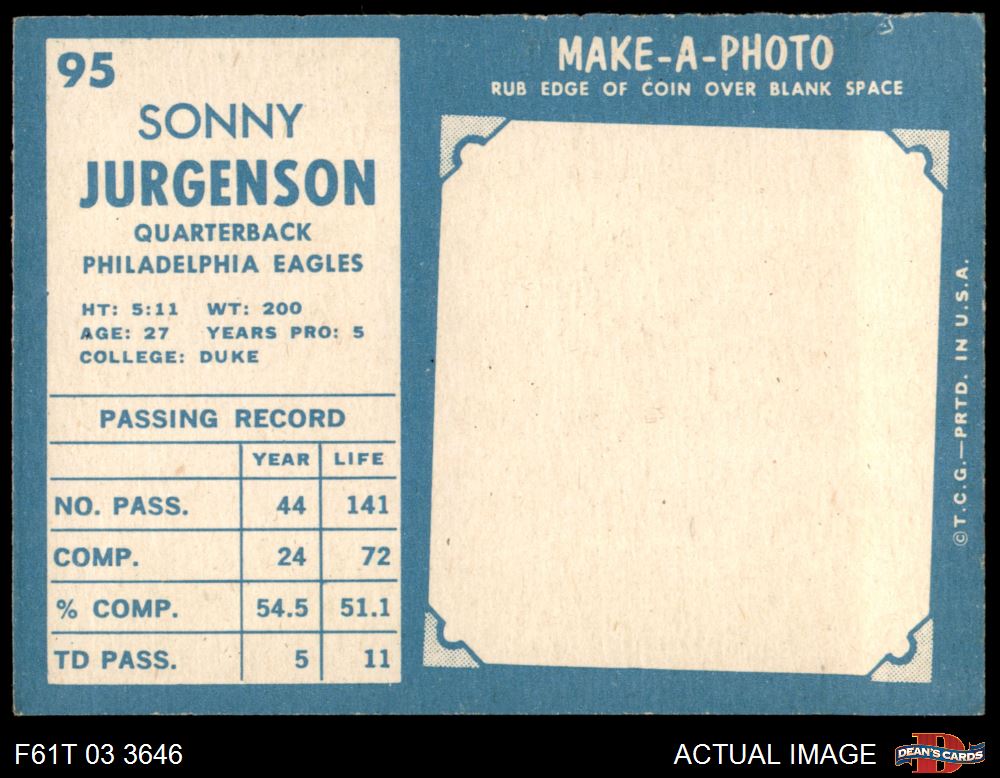 95
SONNY
JURGENSON
QUARTERBACK
PHILADELPHIA EAGLES
HT: 5:11 WT: 200
AGE: 27 YEARS PRO: 5
COLLEGE: DUKE
PASSING RECORD
YEAR LIFE
NO. PASS. 44 141
COMP. 24 72
% COMP. 54.5 51.1
TD PASS. 5 11
MAKE-A-PHOTO
RUB EDGE OF COIN OVER BLANK SPACE
©T.C.G.—PRTD. IN U.S.A.
F61T 03 3646
ACTUAL IMAGE
D
DEAN'S CARDS